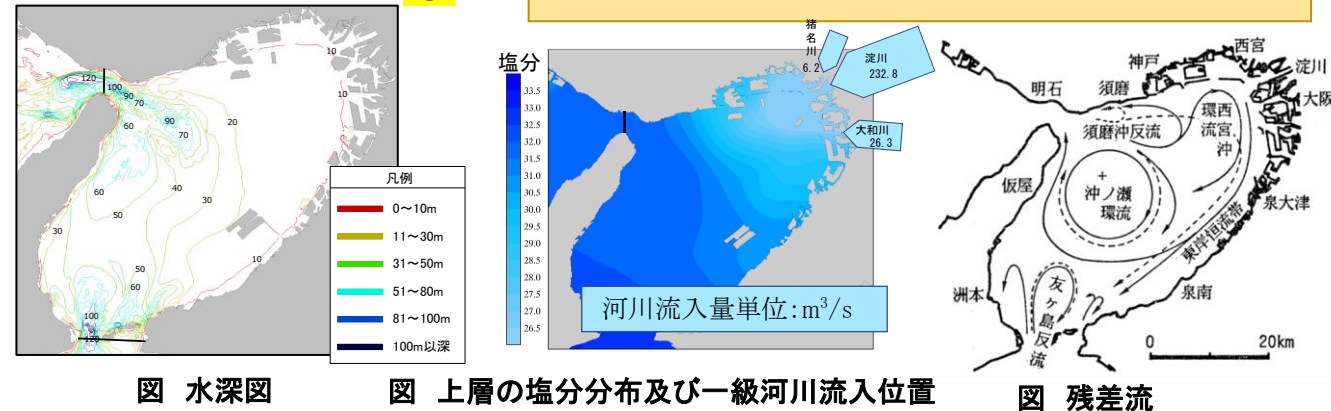 120
100
90
70
60
90
20
10
10
60
40
50
30
30
50
60
10
100
120
凡例
0～10m
11～30m
31～50m
51～80m
81～100m
100m以深
図 水深図
塩分
33.5
33.0
32.5
32.0
31.5
31.0
30.5
30.0
29.5
29.0
28.5
28.0
27.5
27.0
26.5
猪名川
6.2
淀川
232.8
大和川
26.3
河川流入量単位:m³/s
図 上層の塩分分布及び一級河川流入位置
西宮
神戸
淀川
須磨
明石
大阪
須磨沖反流
西宮沖環流
仮屋
沖ノ瀬
環流
泉大津
東岸恒流帯
洲本
友ヶ島反流
泉南
0
20km
図 残差流